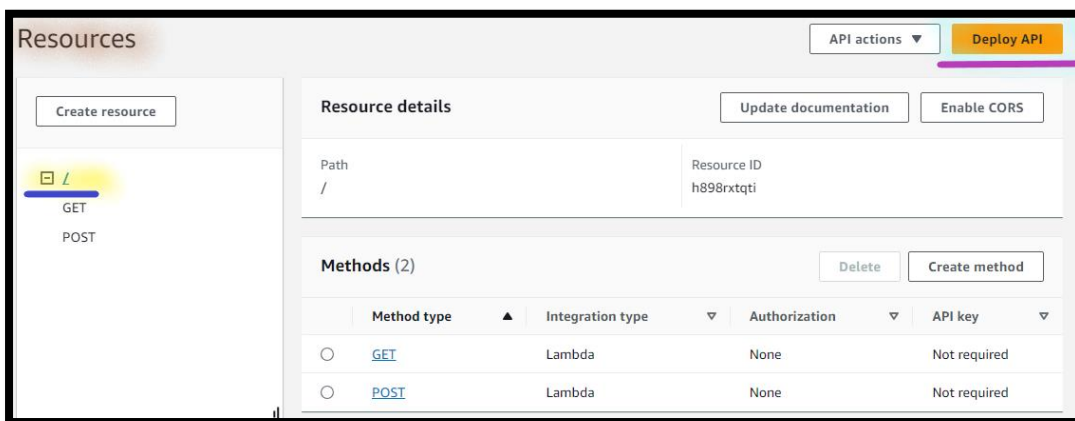 Resources
API actions ▼
Deploy API
Create resource
/
GET
POST
Resource details
Update documentation
Enable CORS
Path
/
Resource ID
h898rxtqti
Methods (2)
Delete
Create method
Method type Integration type Authorization API key
GET Lambda None Not required
POST Lambda None Not required